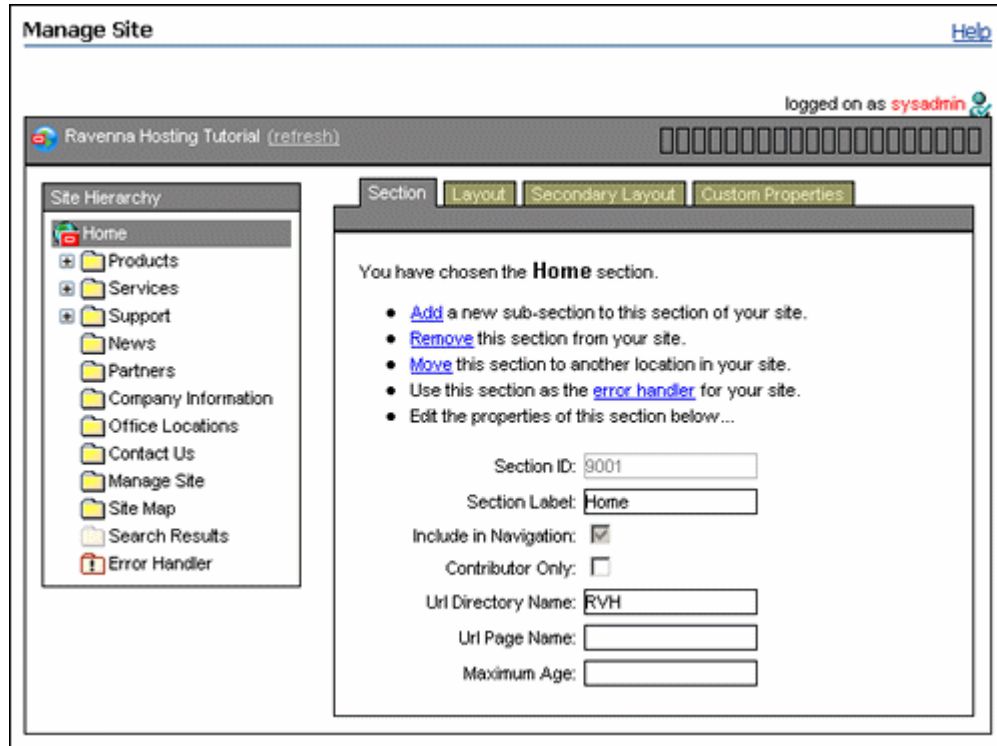 Manage Site
Help
logged on as sysadmin
Ravenna Hosting Tutorial (refresh)
Site Hierarchy
Home
Products
Services
Support
News
Partners
Company Information
Office Locations
Contact Us
Manage Site
Site Map
Search Results
Error Handler
Section Layout Secondary Layout Custom Properties
You have chosen the Home section.
• Add a new sub-section to this section of your site.
• Remove this section from your site.
• Move this section to another location in your site.
• Use this section as the error handler for your site.
• Edit the properties of this section below...
Section ID: 9001
Section Label: Home
Include in Navigation:
Contributor Only:
Url Directory Name: RVH
Url Page Name:
Maximum Age: